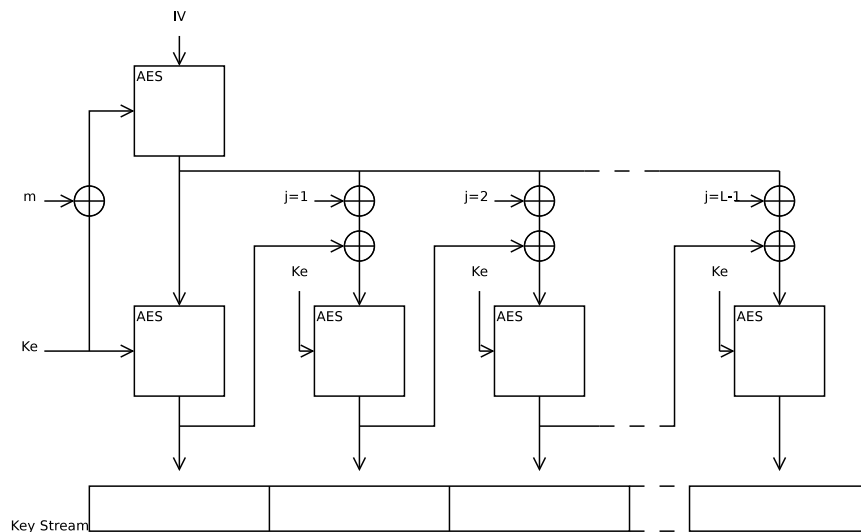 IV
AES
m
j=1
j=2
j=L-1
Ke
Ke
Ke
AES
AES
AES
AES
Ke
Key Stream